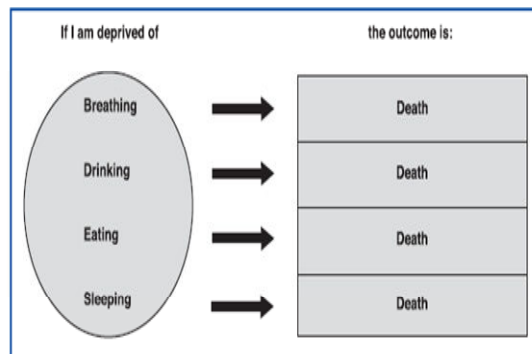 If I am deprived of the outcome is:
Breathing Death
Drinking Death
Eating Death
Sleeping Death